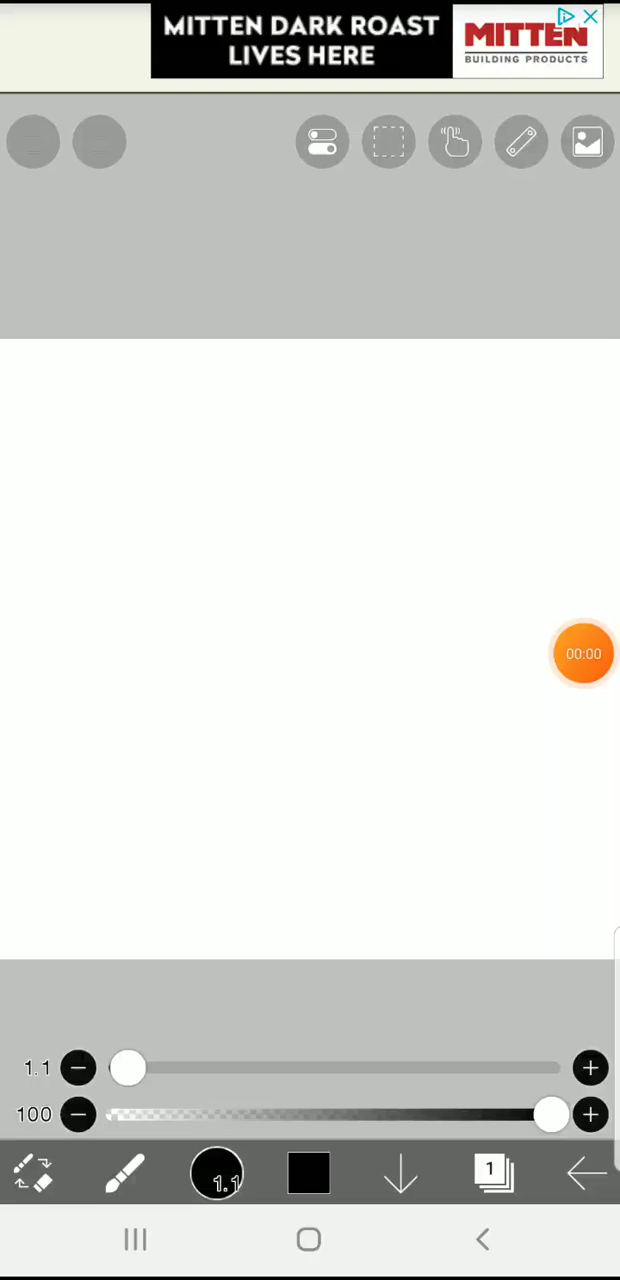 MITTEN DARK ROAST
LIVES HERE
MITTEN
BUILDING PRODUCTS
00:00
1.1
100
1.1
1